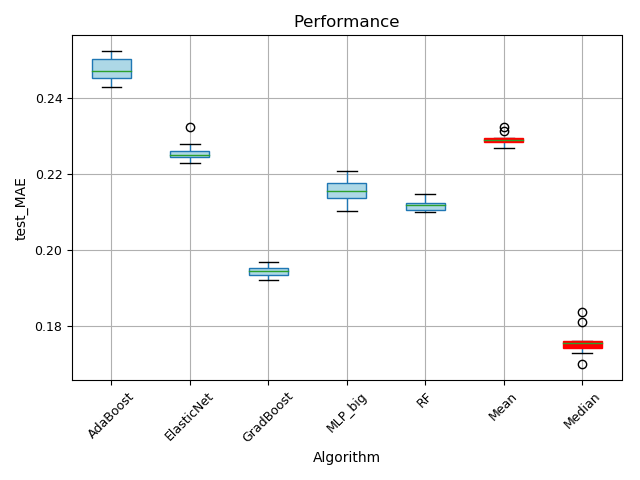 Performance
test_MAE
0.24
0.22
0.20
0.18
AdaBoost
ElasticNet
GradBoost
MLP_big
RF
Mean
Median
Algorithm